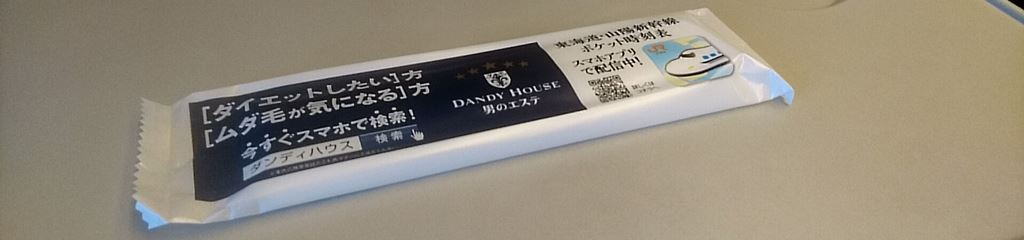 [ダイエットしたい]方
[ムダ毛が気になる]方
今すぐスマホで検索!
ダンディハウス 検索
DANDY HOUSE
男のエステ
東海道・山陽新幹線
ポケット時刻表
スマホアプリ
で配信中!